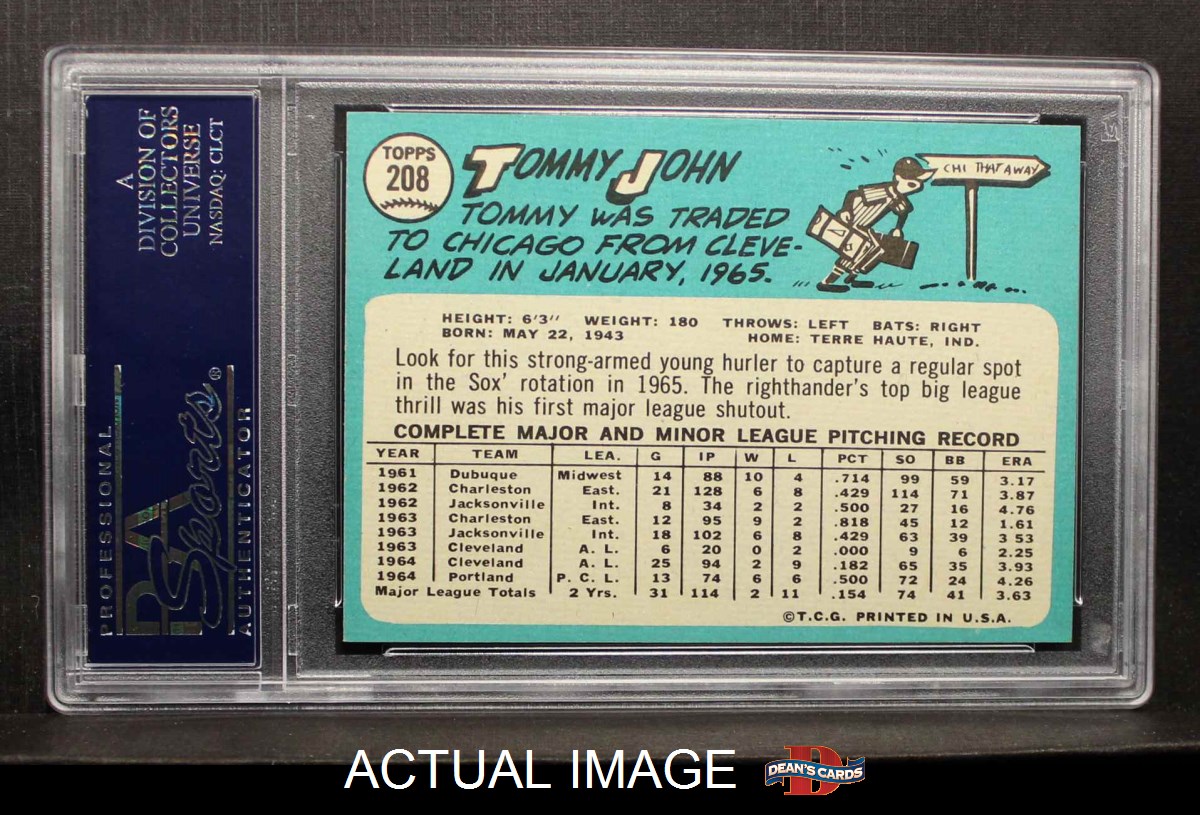 A
DIVISION OF
COLLECTORS
UNIVERSE
NASDAQ: CLCT
PROFESSIONAL
PSA
Sports®
AUTHENTICATOR
TOPPS
208
TOMMY JOHN
TOMMY WAS TRADED
TO CHICAGO FROM CLEVE-
LAND IN JANUARY, 1965.
CHI THAT AWAY
HEIGHT: 6'3" WEIGHT: 180 THROWS: LEFT BATS: RIGHT
BORN: MAY 22, 1943 HOME: TERRE HAUTE, IND.
Look for this strong-armed young hurler to capture a regular spot
in the Sox' rotation in 1965. The righthander's top big league
thrill was his first major league shutout.
COMPLETE MAJOR AND MINOR LEAGUE PITCHING RECORD
YEAR TEAM LEA. G IP W L PCT SO BB ERA
1961 Dubuque Midwest 14 88 10 4 .714 99 59 3.17
1962 Charleston East. 21 128 6 8 .429 114 71 3.87
1962 Jacksonville Int. 8 34 2 2 .500 27 16 4.76
1963 Charleston East. 12 95 9 2 .818 45 12 1.61
1963 Jacksonville Int. 18 102 6 8 .429 63 39 3 53
1963 Cleveland A. L. 6 20 0 2 .000 9 6 2.25
1964 Cleveland A. L. 25 94 2 9 .182 65 35 3.93
1964 Portland P. C. L. 13 74 6 6 .500 72 24 4.26
Major League Totals 2 Yrs. 31 114 2 11 .154 74 41 3.63
©T.C.G. PRINTED IN U.S.A.
ACTUAL IMAGE
D
DEAN'S CARDS